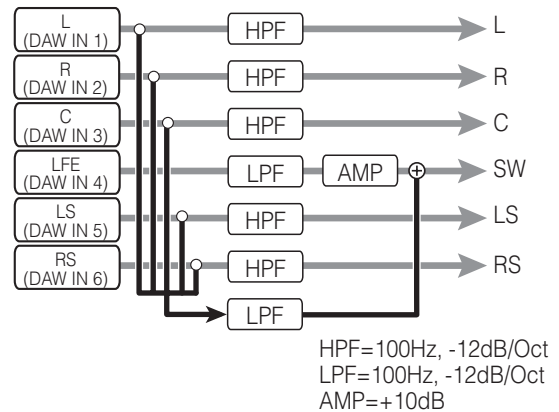 L
(DAW IN 1)
HPF
L
R
(DAW IN 2)
HPF
R
C
(DAW IN 3)
HPF
C
LFE
(DAW IN 4)
LPF
AMP
+
SW
LS
(DAW IN 5)
HPF
LS
RS
(DAW IN 6)
HPF
RS
LPF
HPF=100Hz, -12dB/Oct
LPF=100Hz, -12dB/Oct
AMP=+10dB